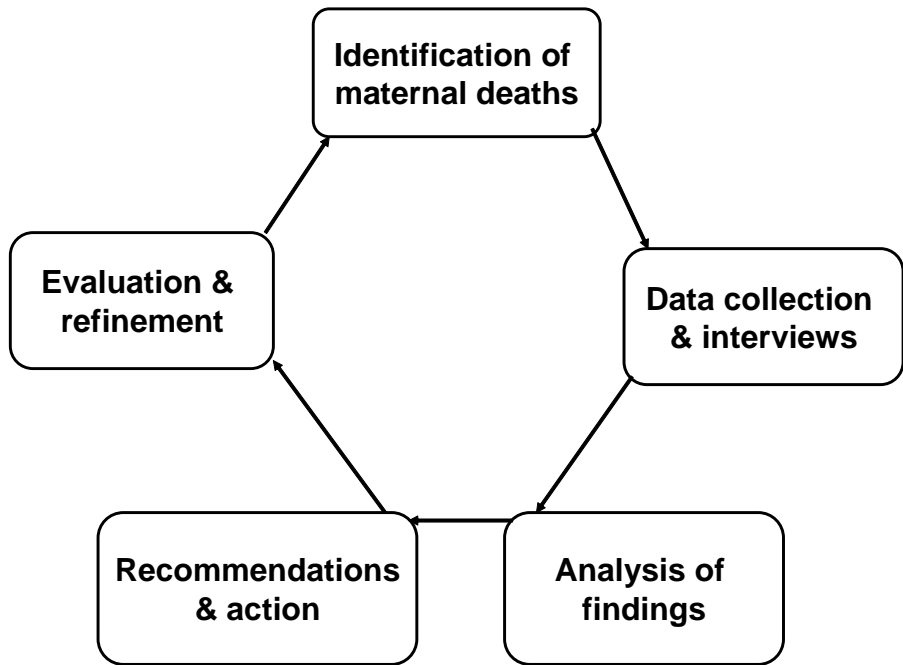 Identification of
maternal deaths
Data collection
& interviews
Analysis of
findings
Recommendations
& action
Evaluation &
refinement